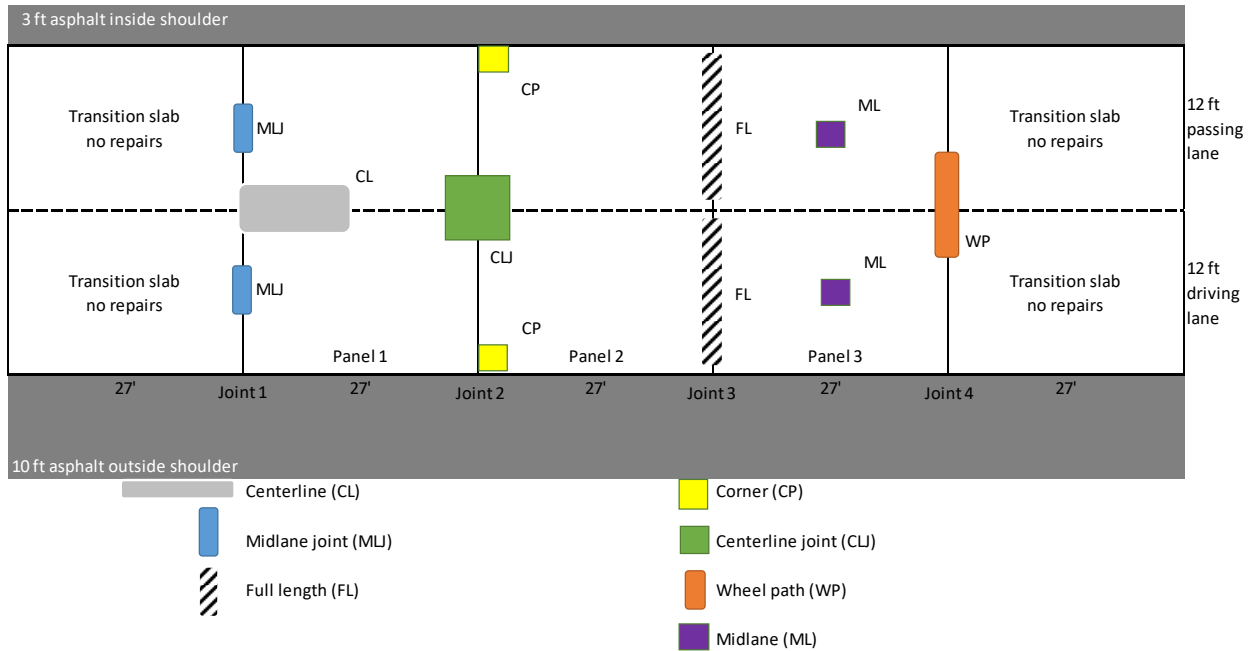 3 ft asphalt inside shoulder
CP
Transition slab
no repairs
MLJ
FL
ML
Transition slab
no repairs
12 ft
passing
lane
CL
WP
Transition slab
no repairs
MLJ
CLJ
CP
FL
ML
Transition slab
no repairs
12 ft
driving
lane
Panel 1
Panel 2
Panel 3
27'
Joint 1
27'
Joint 2
27'
Joint 3
27'
Joint 4
27'
10 ft asphalt outside shoulder
Centerline (CL)
Midlane joint (MLJ)
Full length (FL)
Corner (CP)
Centerline joint (CLJ)
Wheel path (WP)
Midlane (ML)